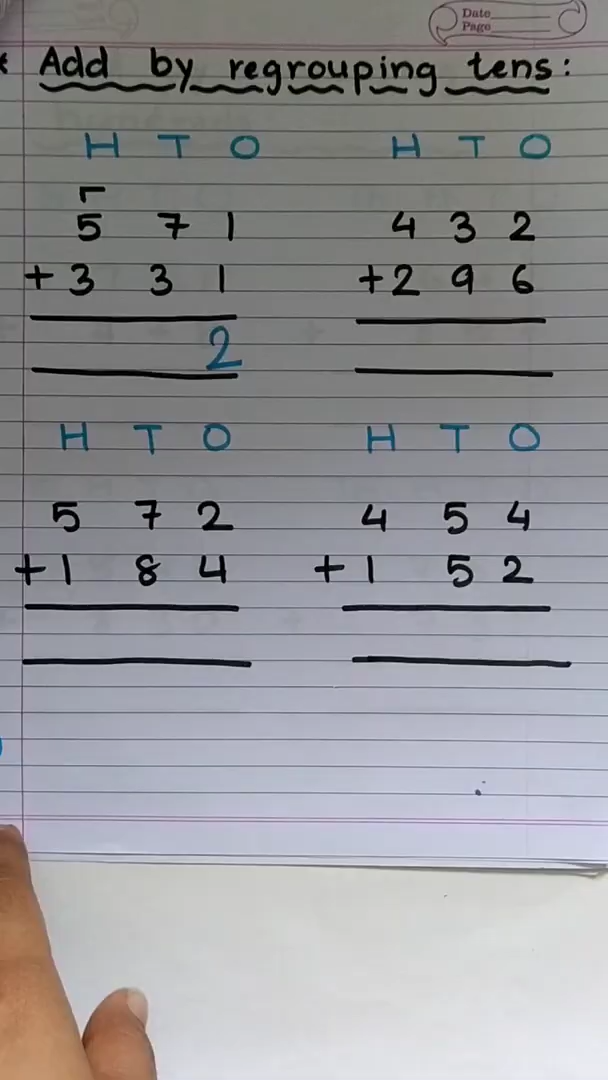 Date
Page
Add by regrouping tens:
H T O
5 7 1
+ 3 3 1
2
H T O
4 3 2
+ 2 9 6
H T O
5 7 2
+ 1 8 4
H T O
4 5 4
+ 1 5 2